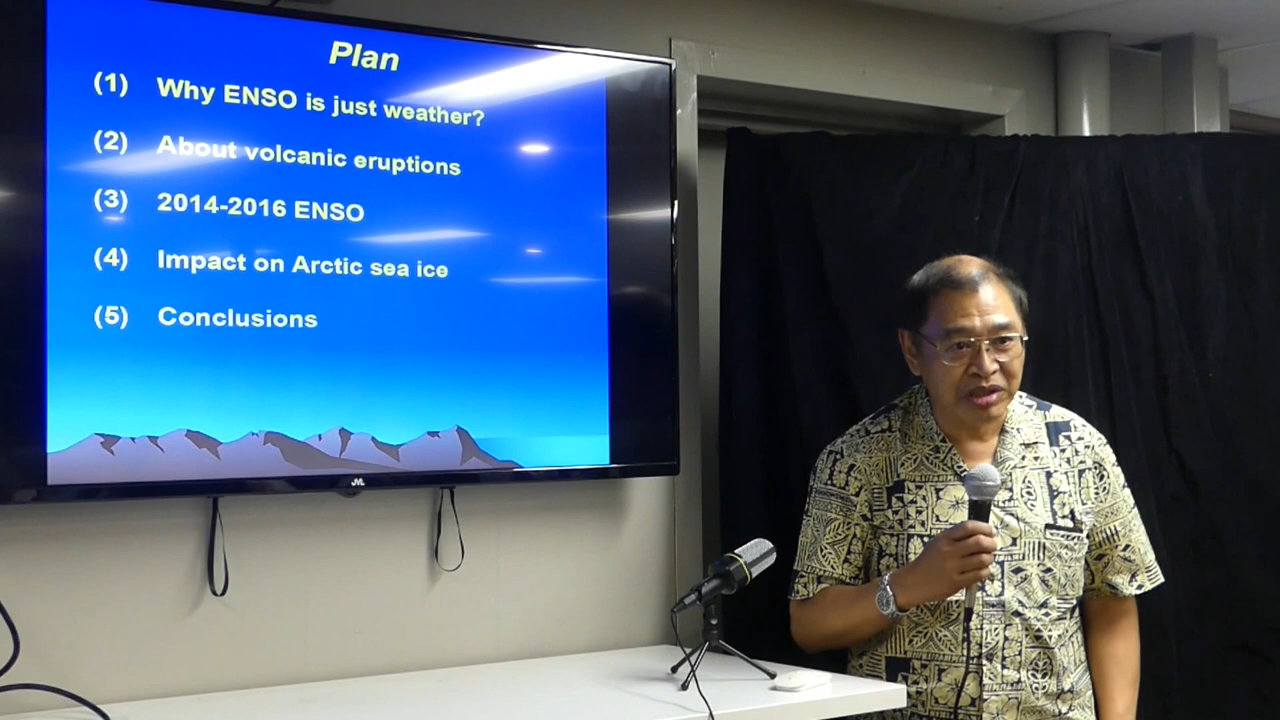 Plan
(1) Why ENSO is just weather?
(2) About volcanic eruptions
(3) 2014-2016 ENSO
(4) Impact on Arctic sea ice
(5) Conclusions
JVC